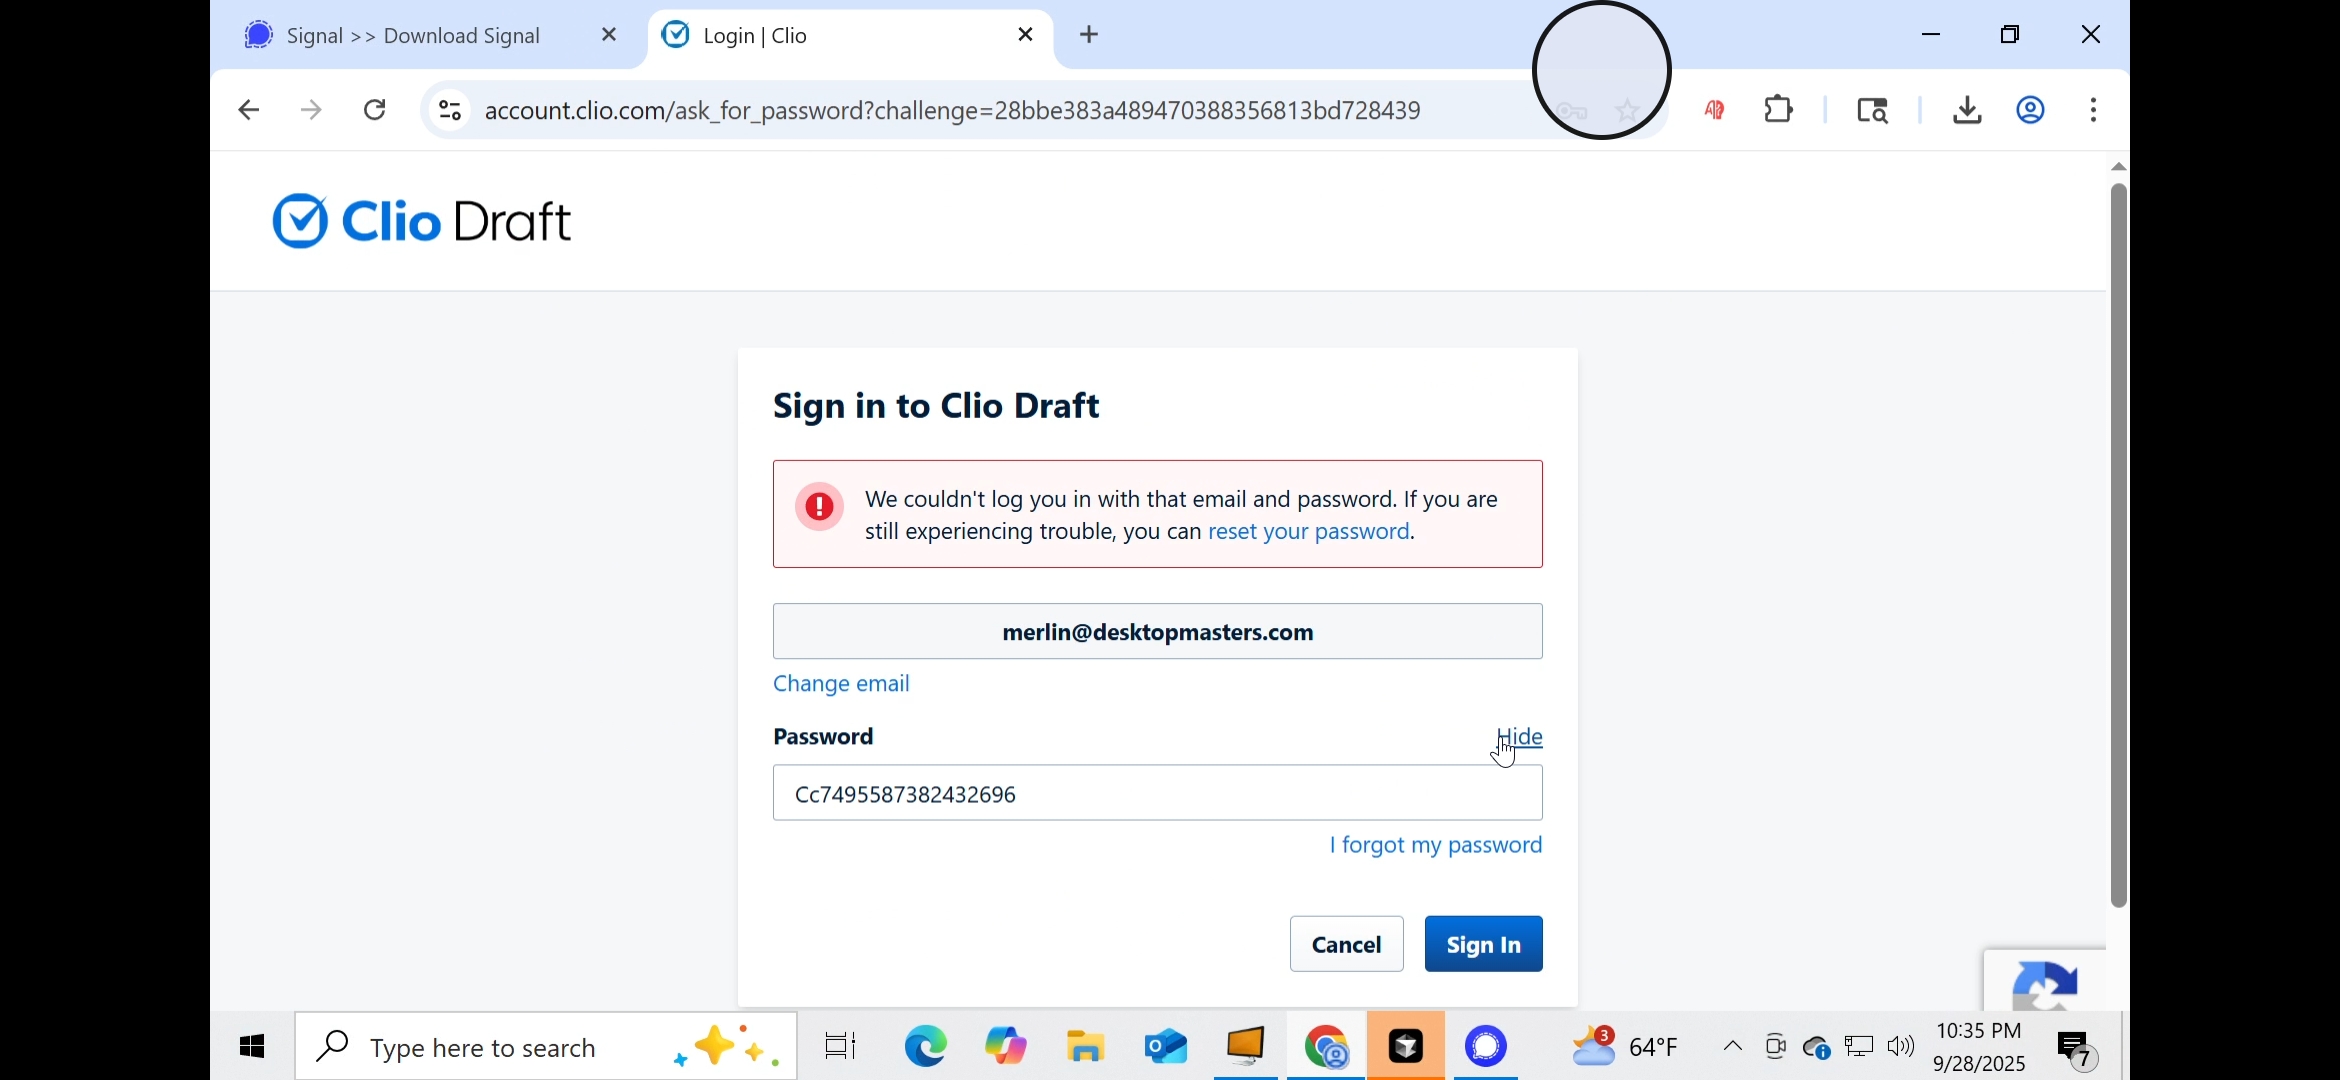 Signal >> Download Signal
Login | Clio
account.clio.com/ask_for_password?challenge=28bbe383a489470388356813bd728439
Clio Draft
Sign in to Clio Draft
We couldn't log you in with that email and password. If you are
still experiencing trouble, you can reset your password.
merlin@desktopmasters.com
Change email
Password
Hide
Cc7495587382432696
I forgot my password
Cancel
Sign In
Type here to search
3
64°F
10:35 PM
9/28/2025
7